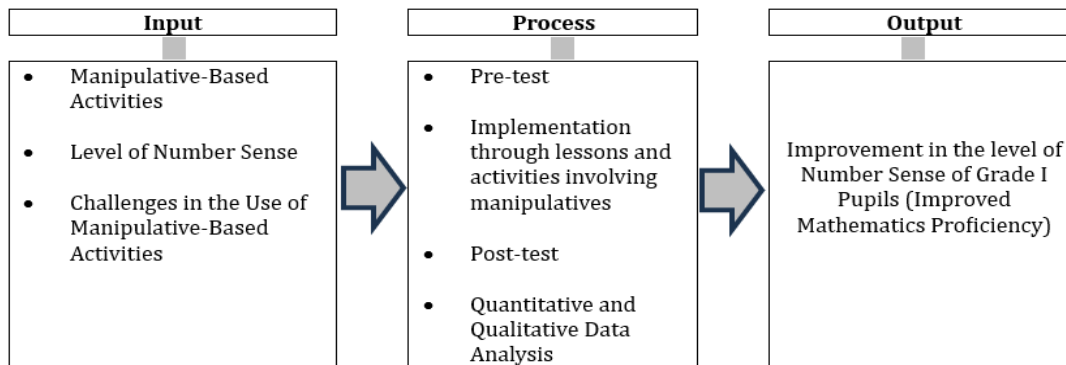 Input
Manipulative-Based
Activities
Level of Number Sense
Challenges in the Use of
Manipulative-Based
Activities
Process
Pre-test
Implementation
through lessons and
activities involving
manipulatives
Post-test
Quantitative and
Qualitative Data
Analysis
Output
Improvement in the level of
Number Sense of Grade I
Pupils (Improved
Mathematics Proficiency)